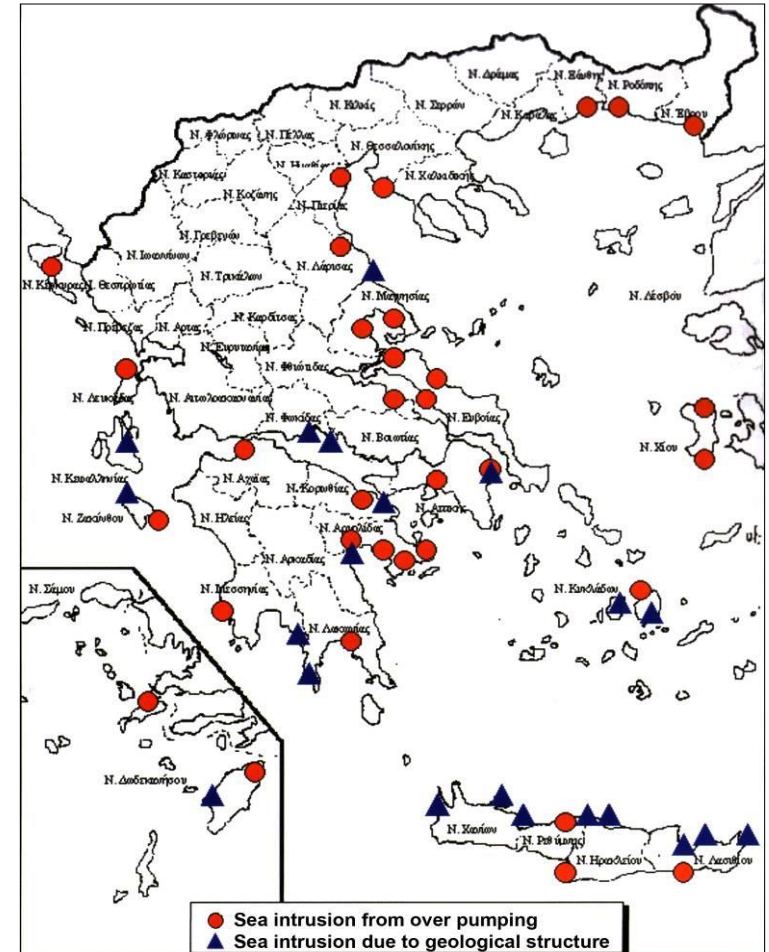 Ν. Δράμας
Ν. Ξάνθης
Ν. Ροδόπης
Ν. Κιλκίς
Ν. Σερρών
Ν. Καβάλας
Ν. Έβρου
Ν. Φλώρινας
Ν. Πέλλας
Ν. Θεσσαλονίκης
Ν. Καστοριάς
Ν. Χαλκιδικής
Ν. Κοζάνης
Ν. Πιερίας
Ν. Γρεβενών
Ν. Ιωαννίνων
Ν. Λάρισας
Ν. Τρικάλων
Ν. Κέρκυρας
Ν. Θεσπρωτίας
Ν. Μαγνησίας
Ν. Λέσβου
Ν. Καρδίτσας
Ν. Πρέβεζας
Ν. Αρτας
Ν. Ευρυτανίας
Ν. Φθιώτιδας
Ν. Λευκάδας
Ν. Αιτωλοακαρνανίας
Ν. Ευβοίας
Ν. Φωκίδας
Ν. Βοιωτίας
Ν. Χίου
Ν. Κεφαλληνίας
Ν. Αχαΐας
Ν. Κορινθίας
Ν. Αττικής
Ν. Ζακύνθου
Ν. Ηλείας
Ν. Αργολίδας
Ν. Αρκαδίας
Ν. Σάμου
Ν. Μεσσηνίας
Ν. Κυκλάδων
Ν. Λακωνίας
Ν. Δωδεκανήσου
Ν. Χανίων
Ν. Ρεθύμνης
Ν. Ηρακλείου
Ν. Λασιθίου
Sea intrusion from over pumping
Sea intrusion due to geological structure